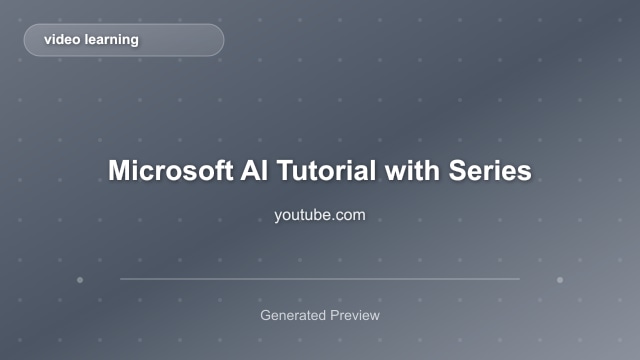 video learning
Microsoft AI Tutorial with Series
youtube.com
Generated Preview